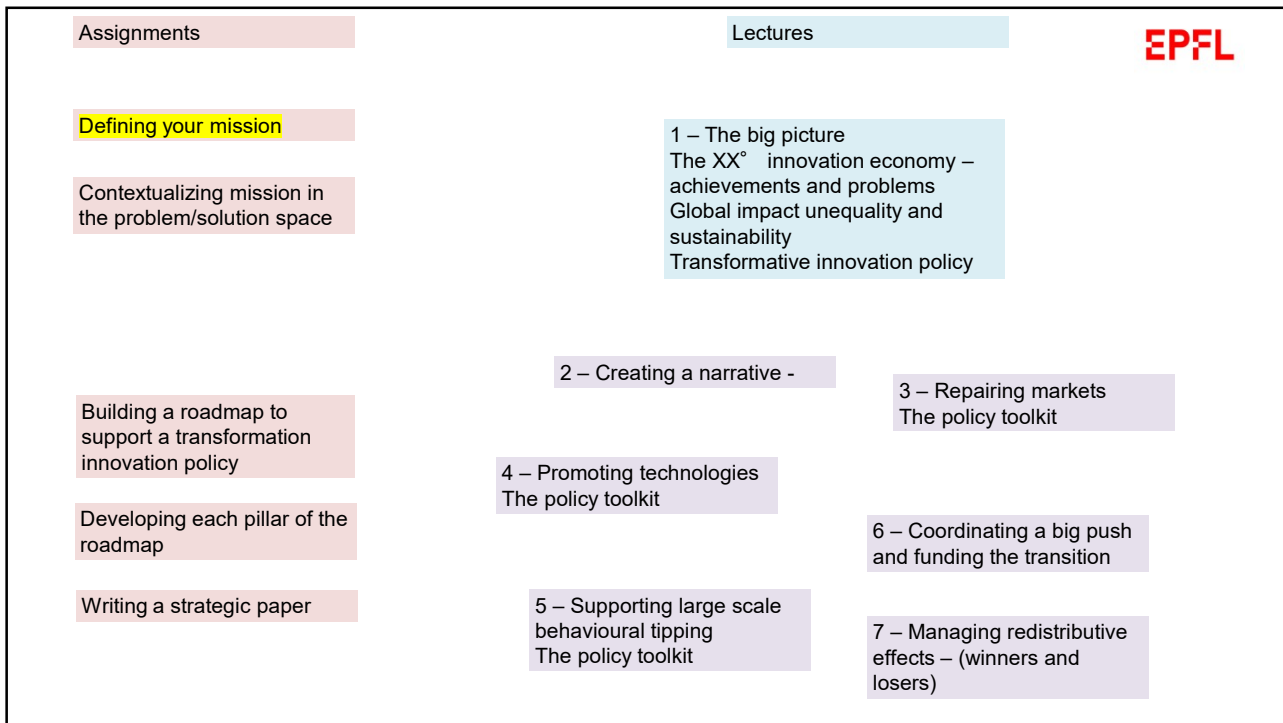 Assignments
Lectures
EPFL
Defining your mission
1 – The big picture
The XX° innovation economy –
achievements and problems
Global impact unequality and
sustainability
Transformative innovation policy
Contextualizing mission in
the problem/solution space
2 – Creating a narrative -
3 – Repairing markets
The policy toolkit
Building a roadmap to
support a transformation
innovation policy
4 – Promoting technologies
The policy toolkit
Developing each pillar of the
roadmap
6 – Coordinating a big push
and funding the transition
Writing a strategic paper
5 – Supporting large scale
behavioural tipping
The policy toolkit
7 – Managing redistributive
effects – (winners and
losers)